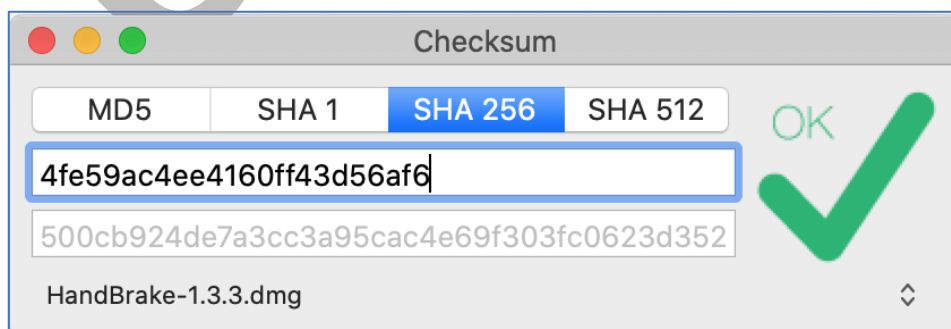 Checksum
MD5 SHA 1 SHA 256 SHA 512
OK
4fe59ac4ee4160ff43d56af6
500cb924de7a3cc3a95cac4e69f303fc0623d352
HandBrake-1.3.3.dmg